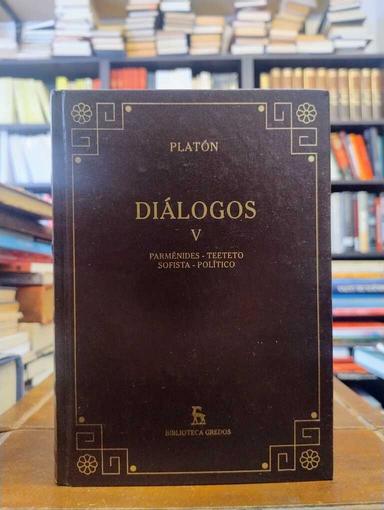 PLATÓN
DIÁLOGOS
V
PARMÉNIDES - TEETETO
SOFISTA - POLÍTICO
BIBLIOTECA GREDOS